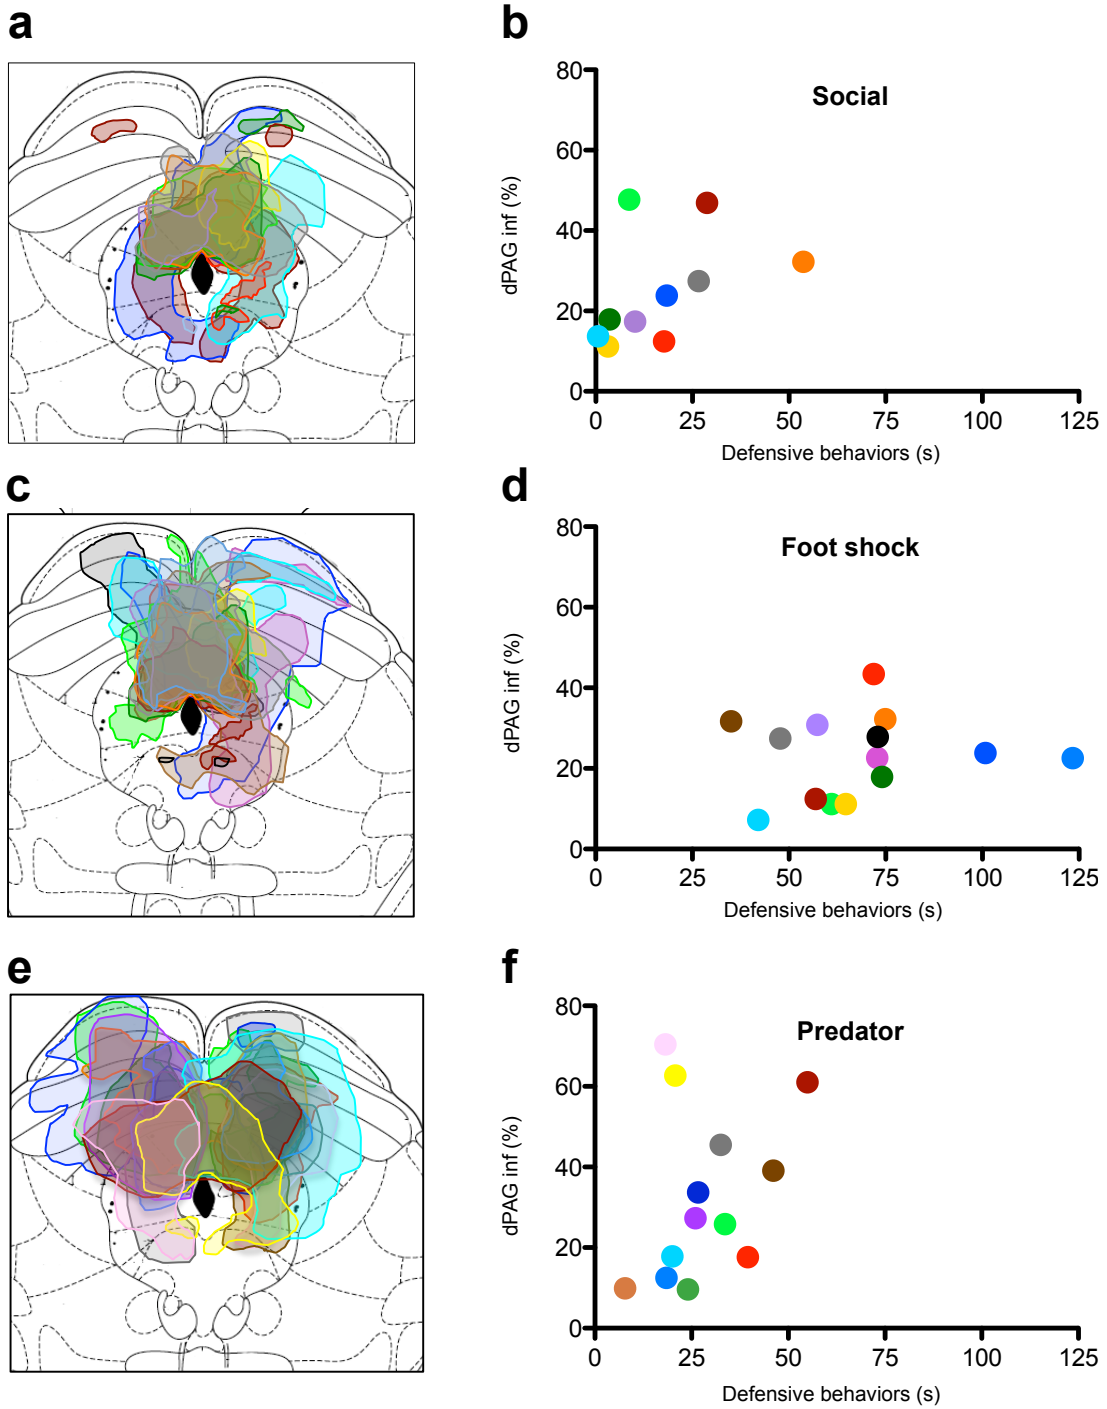 a
b
80
60
40
20
0
dPAG inf (%)
Social
0 25 50 75 100 125
Defensive behaviors (s)
c
d
80
60
40
20
0
dPAG inf (%)
Foot shock
0 25 50 75 100 125
Defensive behaviors (s)
e
f
80
60
40
20
0
dPAG inf (%)
Predator
0 25 50 75 100 125
Defensive behaviors (s)